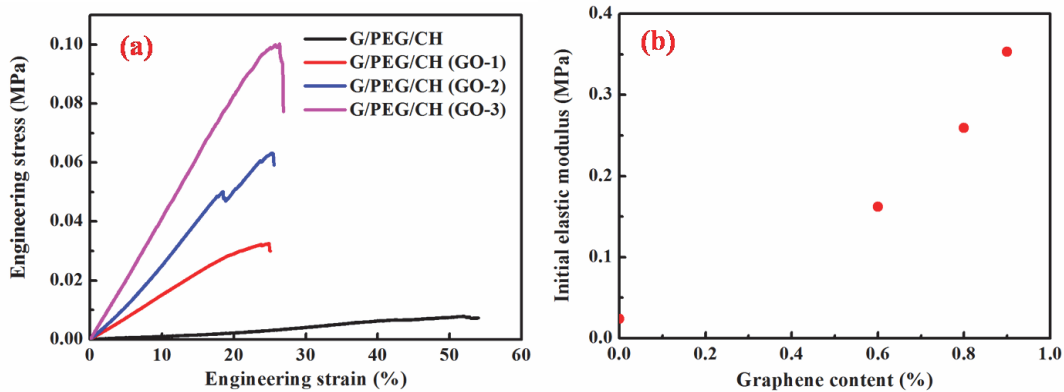 (a)
G/PEG/CH
G/PEG/CH (GO-1)
G/PEG/CH (GO-2)
G/PEG/CH (GO-3)
Engineering stress (MPa)
0.10
0.08
0.06
0.04
0.02
0.00
0 10 20 30 40 50 60
Engineering strain (%)
(b)
Initial elastic modulus (MPa)
0.4
0.3
0.2
0.1
0.0
0.0 0.2 0.4 0.6 0.8 1.0
Graphene content (%)